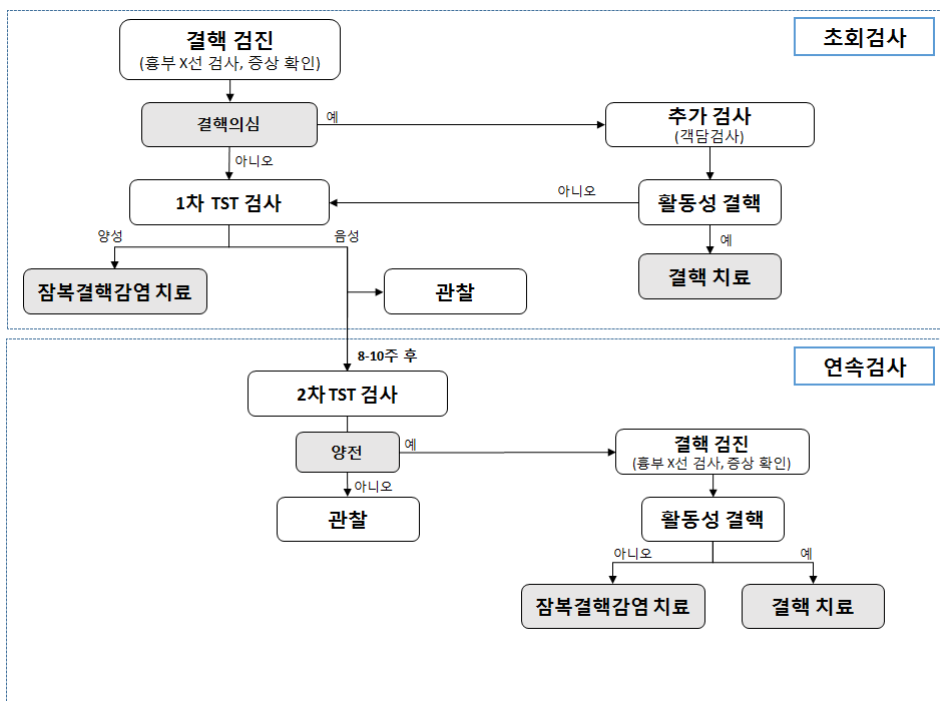 초회검사
결핵 검진
(흉부 X선 검사, 증상 확인)
결핵의심
예
추가 검사
(객담검사)
아니오
1차 TST 검사
아니오
활동성 결핵
양성
음성
예
잠복결핵감염 치료
관찰
결핵 치료
8-10주 후
연속검사
2차 TST 검사
양전
예
결핵 검진
(흉부 X선 검사, 증상 확인)
아니오
관찰
활동성 결핵
아니오
예
잠복결핵감염 치료
결핵 치료